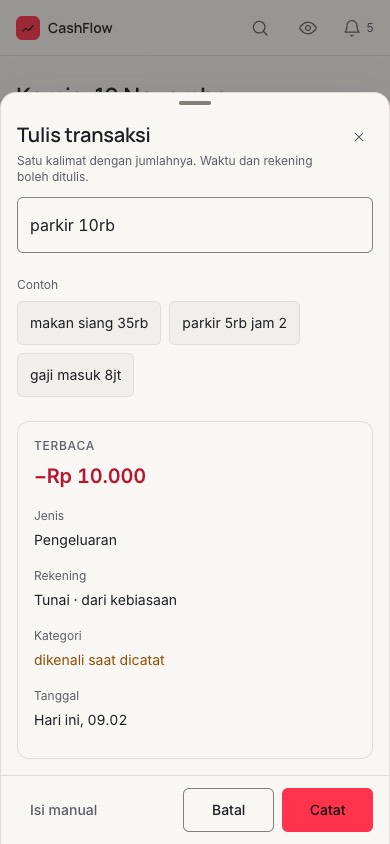 CashFlow
5
Tulis transaksi
Satu kalimat dengan jumlahnya. Waktu dan rekening
boleh ditulis.
parkir 10rb
Contoh
makan siang 35rb
parkir 5rb jam 2
gaji masuk 8jt
TERBACA
−Rp 10.000
Jenis
Pengeluaran
Rekening
Tunai · dari kebiasaan
Kategori
dikenali saat dicatat
Tanggal
Hari ini, 09.02
Isi manual
Batal
Catat